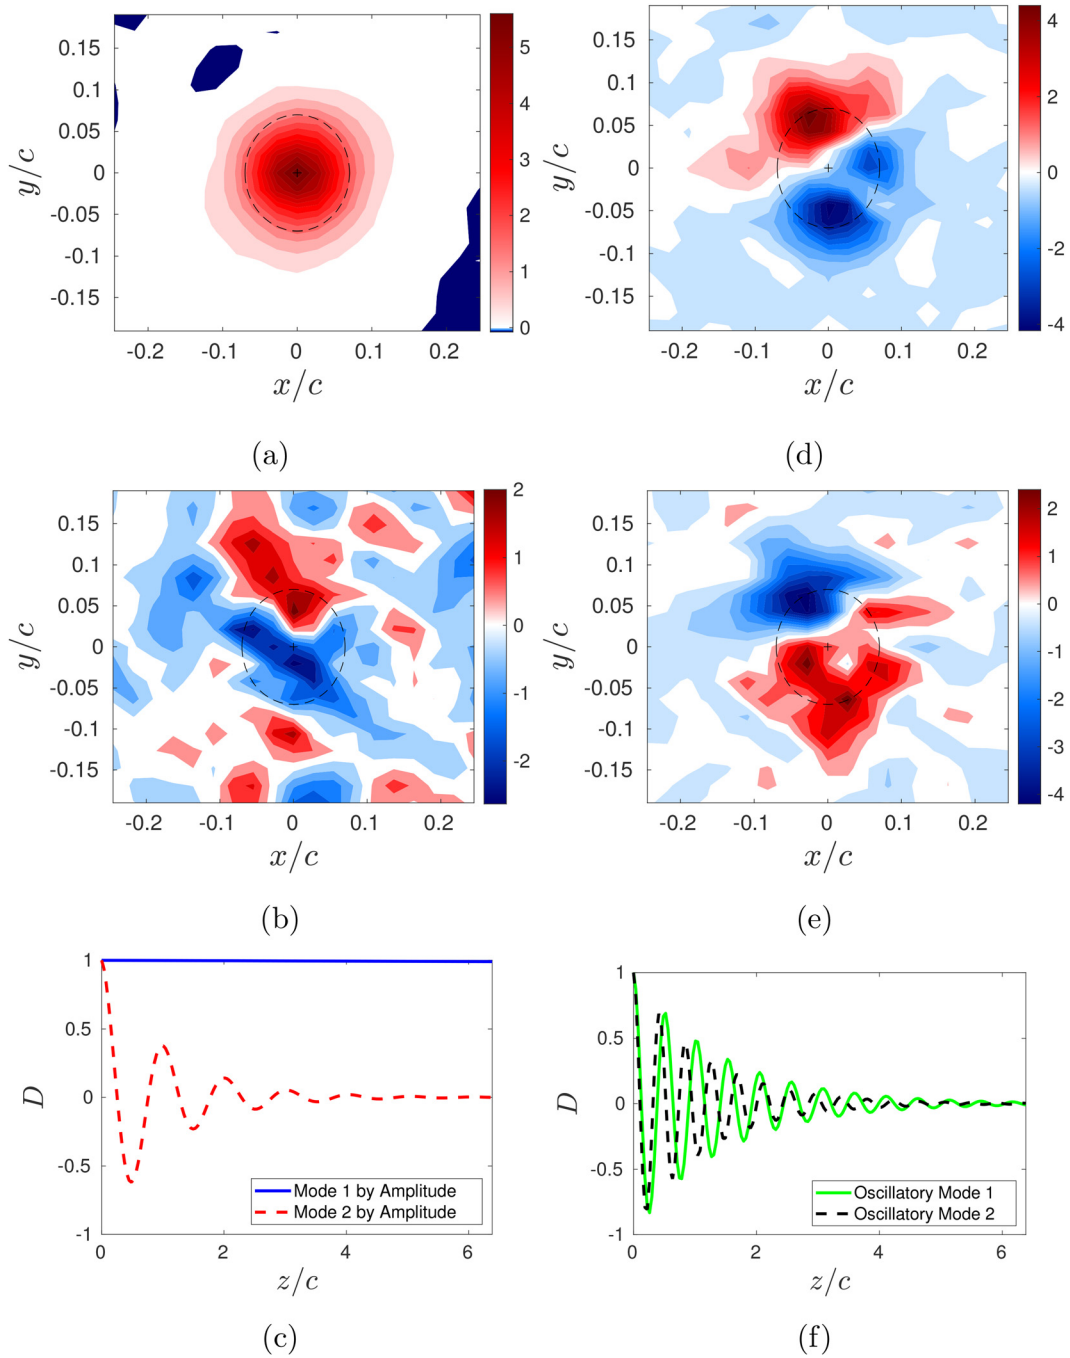 0.15
0.1
0.05
0
-0.05
-0.1
-0.15
y/c
-0.2 -0.1 0 0.1 0.2
x/c
5
4
3
2
1
0
(a)
0.15
0.1
0.05
0
-0.05
-0.1
-0.15
y/c
-0.2 -0.1 0 0.1 0.2
x/c
4
2
0
-2
-4
(d)
0.15
0.1
0.05
0
-0.05
-0.1
-0.15
y/c
-0.2 -0.1 0 0.1 0.2
x/c
2
1
0
-1
-2
(b)
0.15
0.1
0.05
0
-0.05
-0.1
-0.15
y/c
-0.2 -0.1 0 0.1 0.2
x/c
2
1
0
-1
-2
-3
-4
(e)
1
0.5
0
-0.5
-1
D
Mode 1 by Amplitude
Mode 2 by Amplitude
0 2 4 6
z/c
(c)
1
0.5
0
-0.5
-1
D
Oscillatory Mode 1
Oscillatory Mode 2
0 2 4 6
z/c
(f)